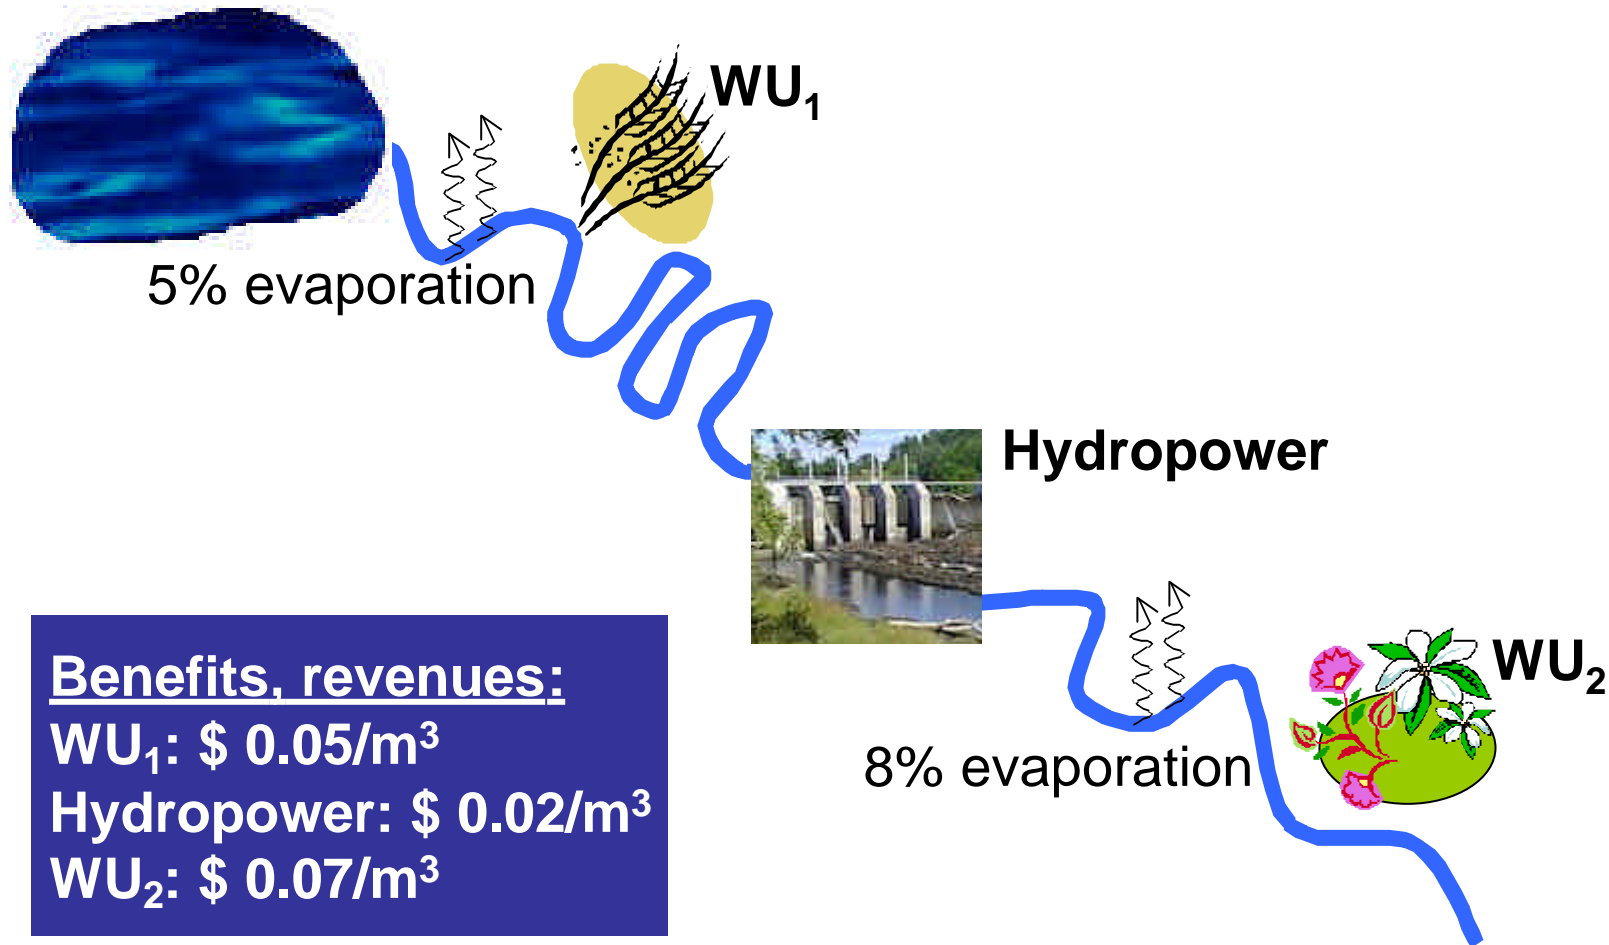 WU₁
5% evaporation
Hydropower
WU₂
8% evaporation
Benefits, revenues:
WU₁: $ 0.05/m³
Hydropower: $ 0.02/m³
WU₂: $ 0.07/m³